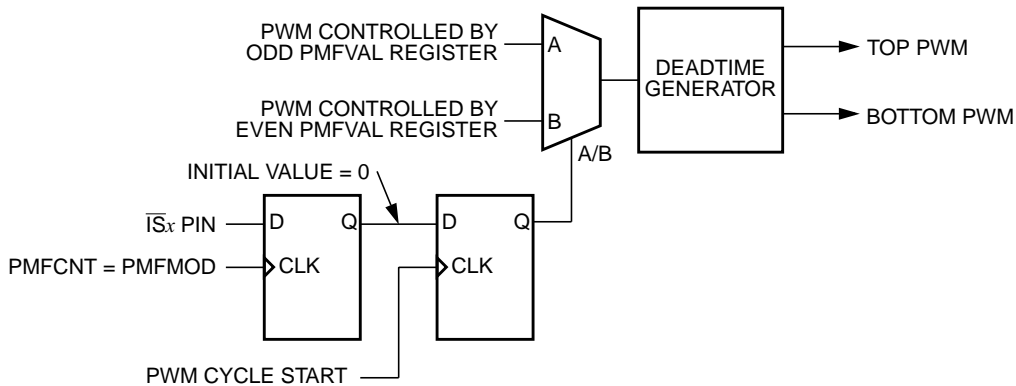 PWM CONTROLLED BY
ODD PMFVAL REGISTER
A
PWM CONTROLLED BY
EVEN PMFVAL REGISTER
B
A/B
DEADTIME
GENERATOR
TOP PWM
BOTTOM PWM
INITIAL VALUE = 0
I̅S̅x PIN
D
Q
D
Q
PMFCNT = PMFMOD
CLK
CLK
PWM CYCLE START